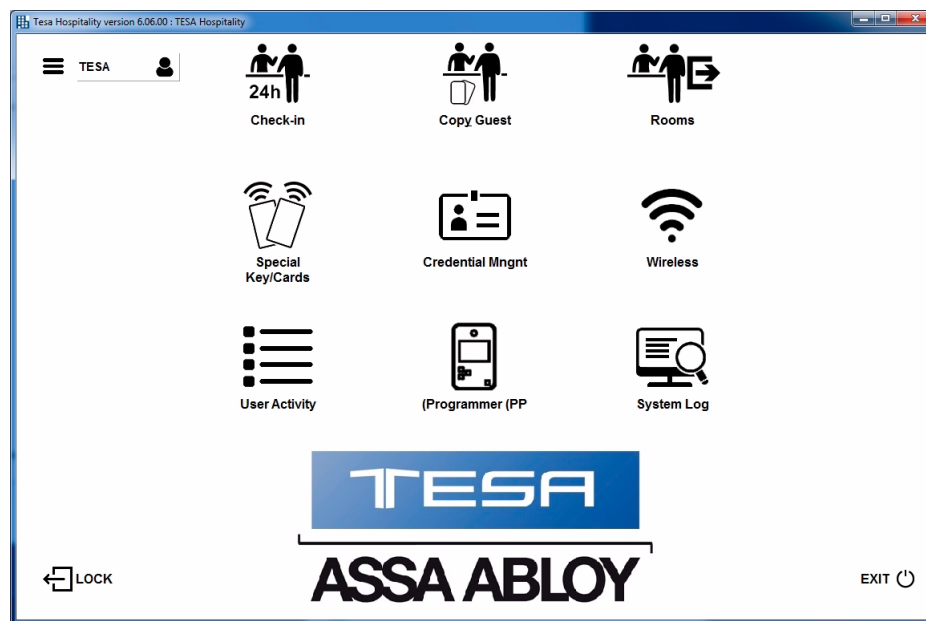 Tesa Hospitality version 6.06.00 : TESA Hospitality
TESA
24h
Check-in
Copy Guest
Rooms
Special
Key/Cards
Credential Mngnt
Wireless
User Activity
(Programmer (PP
System Log
TESA
ASSA ABLOY
LOCK
EXIT